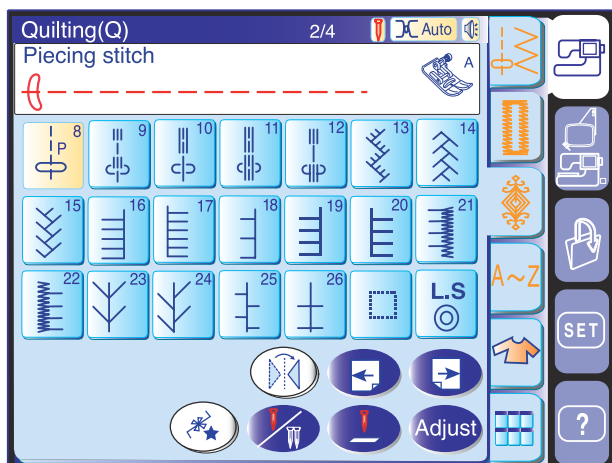 Quilting(Q) 2/4 Auto
Piecing stitch A
8 P 9 10 11 12 13 14
15 16 17 18 19 20 21
22 23 24 25 26 L.S
A~Z
SET
Adjust
?